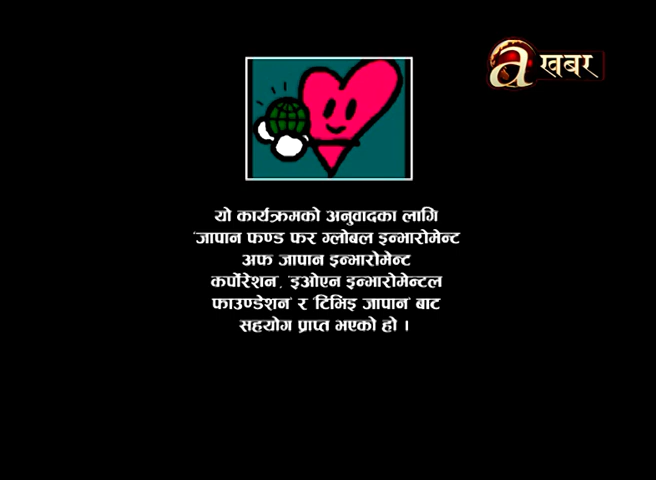 a खबर
यो कार्यक्रमको अनुवादका लागि
'जापान फण्ड फर ग्लोबल इन्भारोमेन्ट
अफ जापान इन्भारोमेन्ट
कर्पोरेशन', 'इओएन इन्भारोमेन्टल
फाउण्डेशन' र 'टिभिइ जापान' बाट
सहयोग प्राप्त भएको हो ।